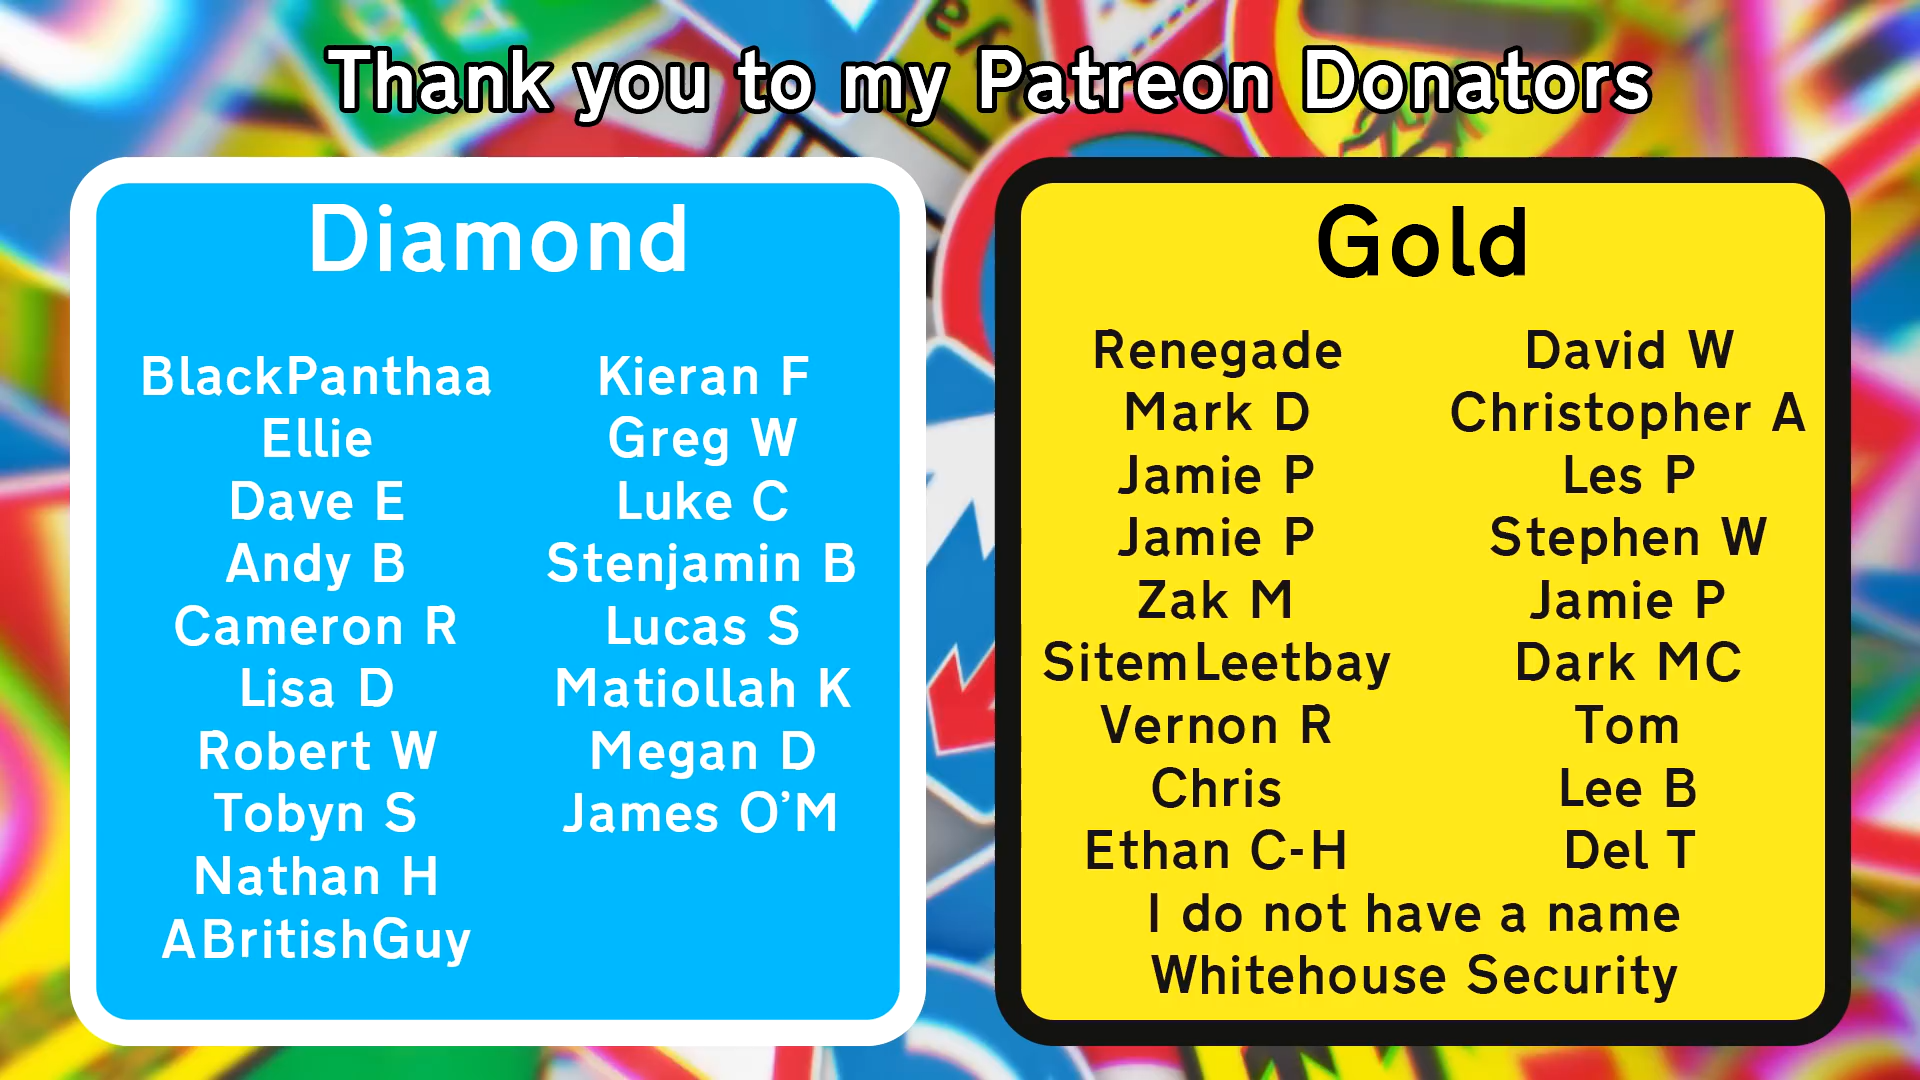 Thank you to my Patreon Donators
Diamond
BlackPanthaa
Ellie
Dave E
Andy B
Cameron R
Lisa D
Robert W
Tobyn S
Nathan H
ABritishGuy
Kieran F
Greg W
Luke C
Stenjamin B
Lucas S
Matiollah K
Megan D
James O’M
Gold
Renegade
Mark D
Jamie P
Jamie P
Zak M
SitemLeetbay
Vernon R
Chris
Ethan C-H
David W
Christopher A
Les P
Stephen W
Jamie P
Dark MC
Tom
Lee B
Del T
I do not have a name
Whitehouse Security